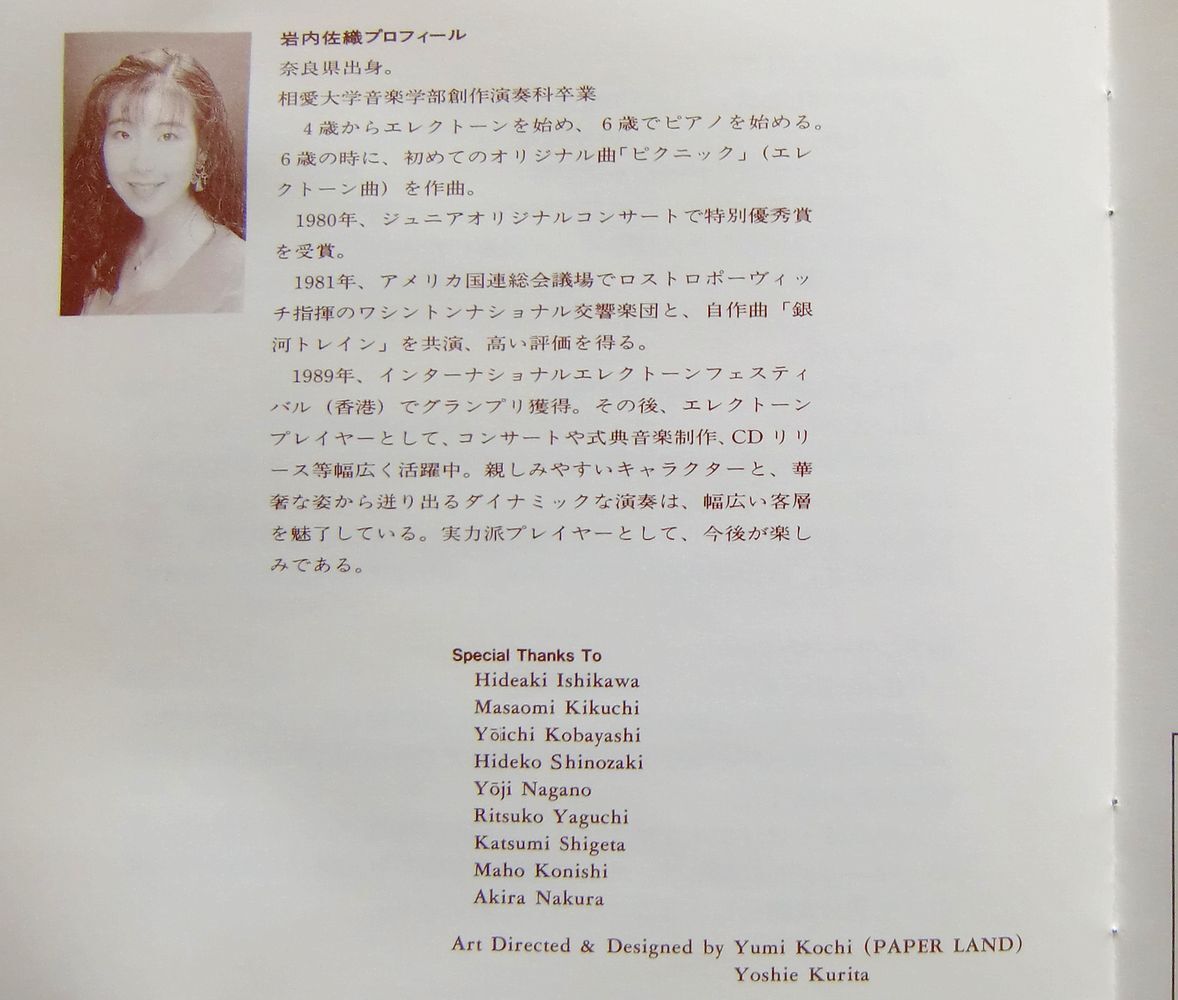 岩内佐織プロフィール
奈良県出身。
相愛大学音楽学部創作演奏科卒業
4歳からエレクトーンを始め、6歳でピアノを始める。
6歳の時に、初めてのオリジナル曲「ピクニック」（エレ
クトーン曲）を作曲。
1980年、ジュニアオリジナルコンサートで特別優秀賞
を受賞。
1981年、アメリカ国連総会議場でロストロポーヴィッ
チ指揮のワシントンナショナル交響楽団と、自作曲「銀
河トレイン」を共演、高い評価を得る。
1989年、インターナショナルエレクトーンフェスティ
バル（香港）でグランプリ獲得。その後、エレクトーン
プレイヤーとして、コンサートや式典音楽制作、CDリリ
ース等幅広く活躍中。親しみやすいキャラクターと、華
奢な姿から迸り出るダイナミックな演奏は、幅広い客層
を魅了している。実力派プレイヤーとして、今後が楽し
みである。
Special Thanks To
Hideaki Ishikawa
Masaomi Kikuchi
Yōichi Kobayashi
Hideko Shinozaki
Yōji Nagano
Ritsuko Yaguchi
Katsumi Shigeta
Maho Konishi
Akira Nakura
Art Directed & Designed by Yumi Kochi (PAPER LAND)
Yoshie Kurita